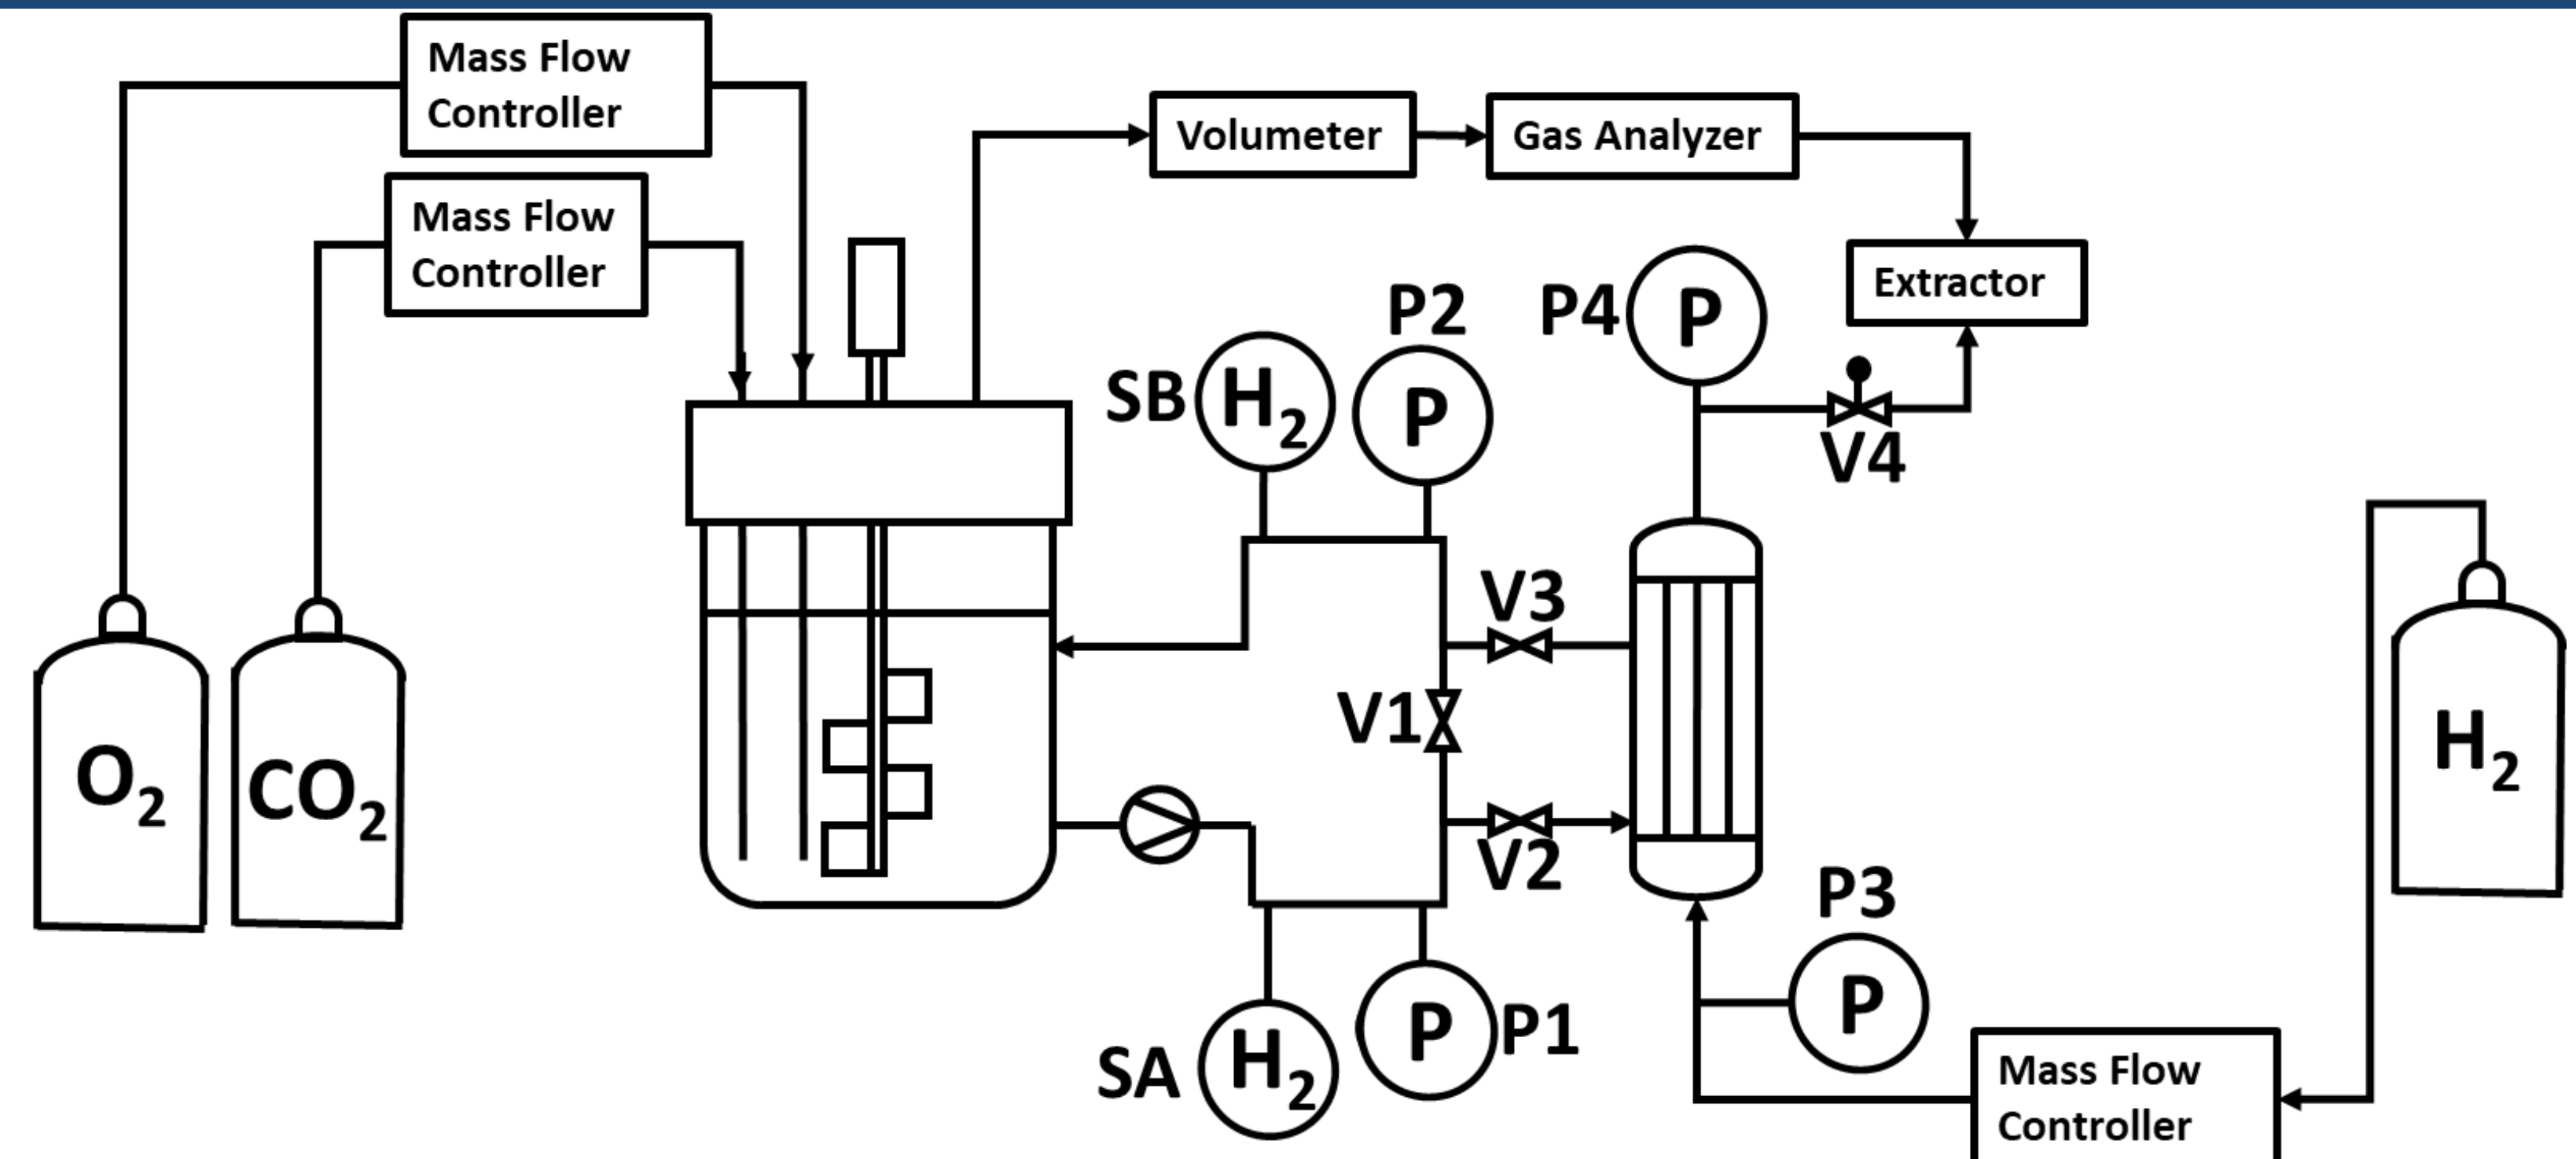 Mass Flow
Controller
Volumeter
Gas Analyzer
Mass Flow
Controller
Extractor
P2
P4
P
SB
H2
P
V4
V3
V1
H2
O2
CO2
V2
P3
P
SA
H2
P
P1
Mass Flow
Controller